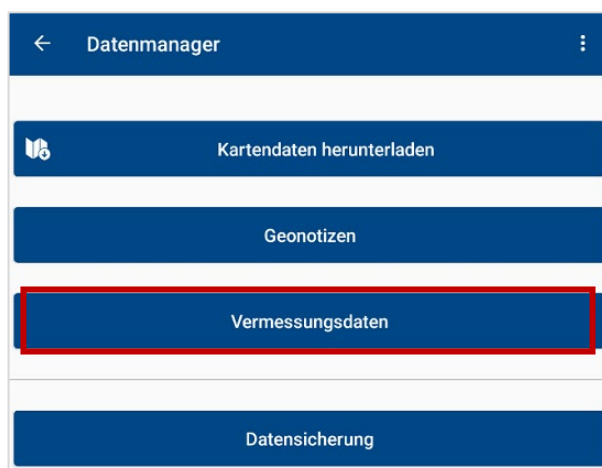 Datenmanager
Kartendaten herunterladen
Geonotizen
Vermessungsdaten
Datensicherung